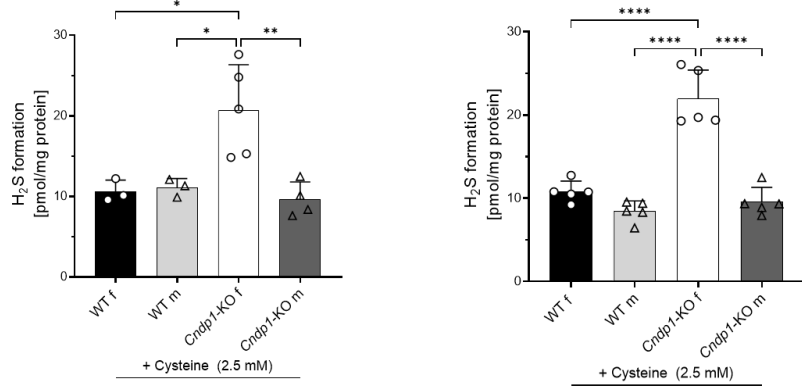 *
* **
30
20
10
0
H2S formation
[pmol/mg protein]
WT f
WT m
Cndp1-KO f
Cndp1-KO m
+ Cysteine (2.5 mM)
****
**** ****
30
20
10
0
H2S formation
[pmol/mg protein]
WT f
WT m
Cndp1-KO f
Cndp1-KO m
+ Cysteine (2.5 mM)